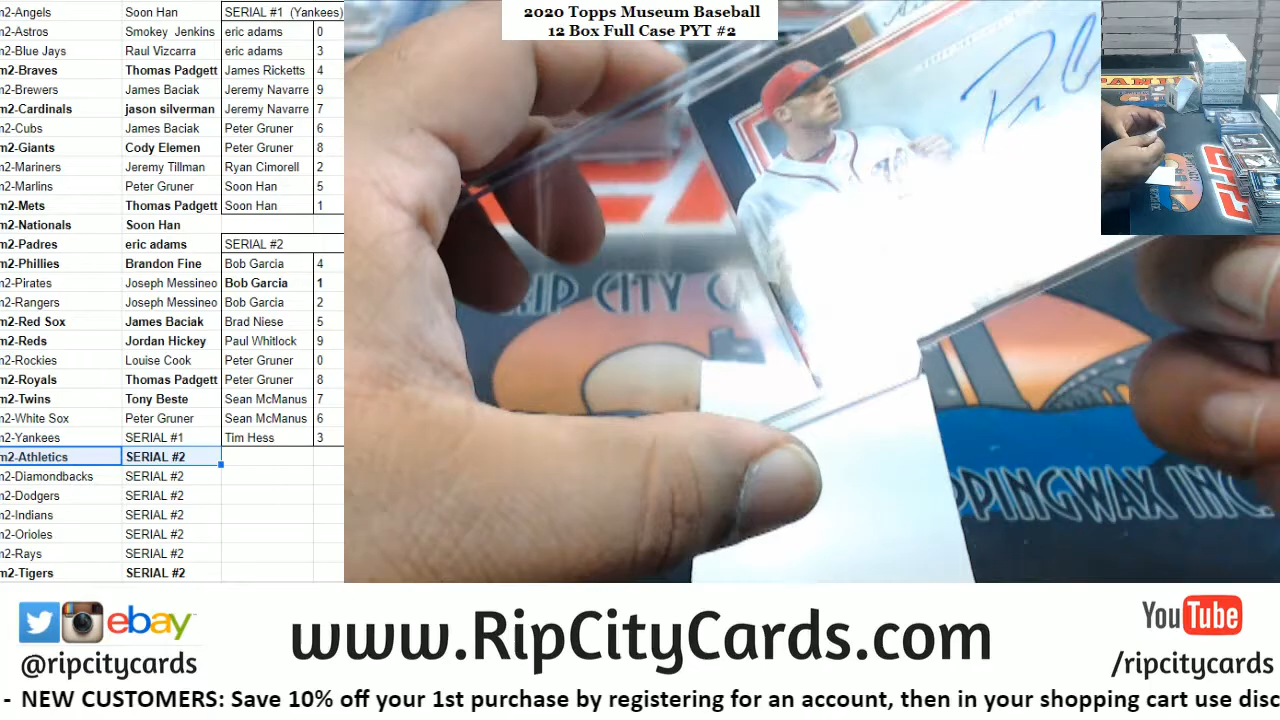 2020 Topps Museum Baseball
12 Box Full Case PYT #2
m2-Angels Soon Han SERIAL #1 (Yankees)
m2-Astros Smokey Jenkins eric adams 0
m2-Blue Jays Raul Vizcarra eric adams 3
m2-Braves Thomas Padgett James Ricketts 4
m2-Brewers James Baciak Jeremy Navarre 9
m2-Cardinals jason silverman Jeremy Navarre 7
m2-Cubs James Baciak Peter Gruner 6
m2-Giants Cody Elemen Peter Gruner 8
m2-Mariners Jeremy Tillman Ryan Cimorell 2
m2-Marlins Peter Gruner Soon Han 5
m2-Mets Thomas Padgett Soon Han 1
m2-Nationals Soon Han
m2-Padres eric adams SERIAL #2
m2-Phillies Brandon Fine Bob Garcia 4
m2-Pirates Joseph Messineo Bob Garcia 1
m2-Rangers Joseph Messineo Bob Garcia 2
m2-Red Sox James Baciak Brad Niese 5
m2-Reds Jordan Hickey Paul Whitlock 9
m2-Rockies Louise Cook Peter Gruner 0
m2-Royals Thomas Padgett Peter Gruner 8
m2-Twins Tony Beste Sean McManus 7
m2-White Sox Peter Gruner Sean McManus 6
m2-Yankees SERIAL #1 Tim Hess 3
m2-Athletics SERIAL #2
m2-Diamondbacks SERIAL #2
m2-Dodgers SERIAL #2
m2-Indians SERIAL #2
m2-Orioles SERIAL #2
m2-Rays SERIAL #2
m2-Tigers SERIAL #2
RIP CITY C
PPINGWAX INC.
PANINI
ebay
@ripcitycards
www.RipCityCards.com
YouTube
/ripcitycards
- NEW CUSTOMERS: Save 10% off your 1st purchase by registering for an account, then in your shopping cart use disc